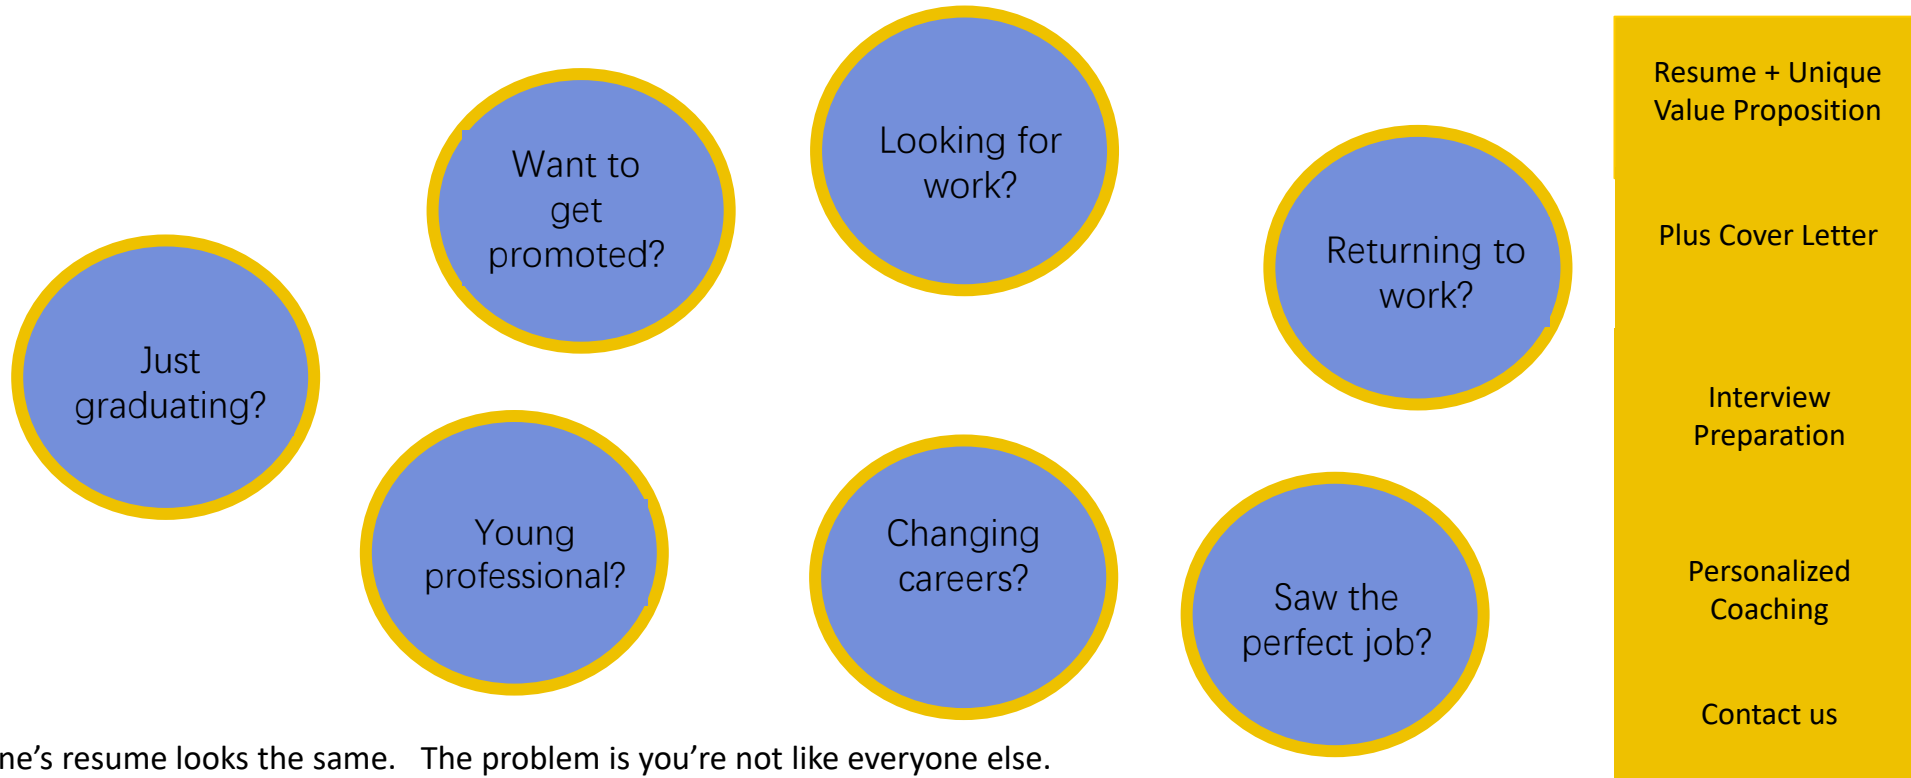 Just
graduating?
Want to
get
promoted?
Looking for
work?
Returning to
work?
Young
professional?
Changing
careers?
Saw the
perfect job?
Resume + Unique
Value Proposition
Plus Cover Letter
Interview
Preparation
Personalized
Coaching
Contact us
ne’s resume looks the same.   The problem is you’re not like everyone else.